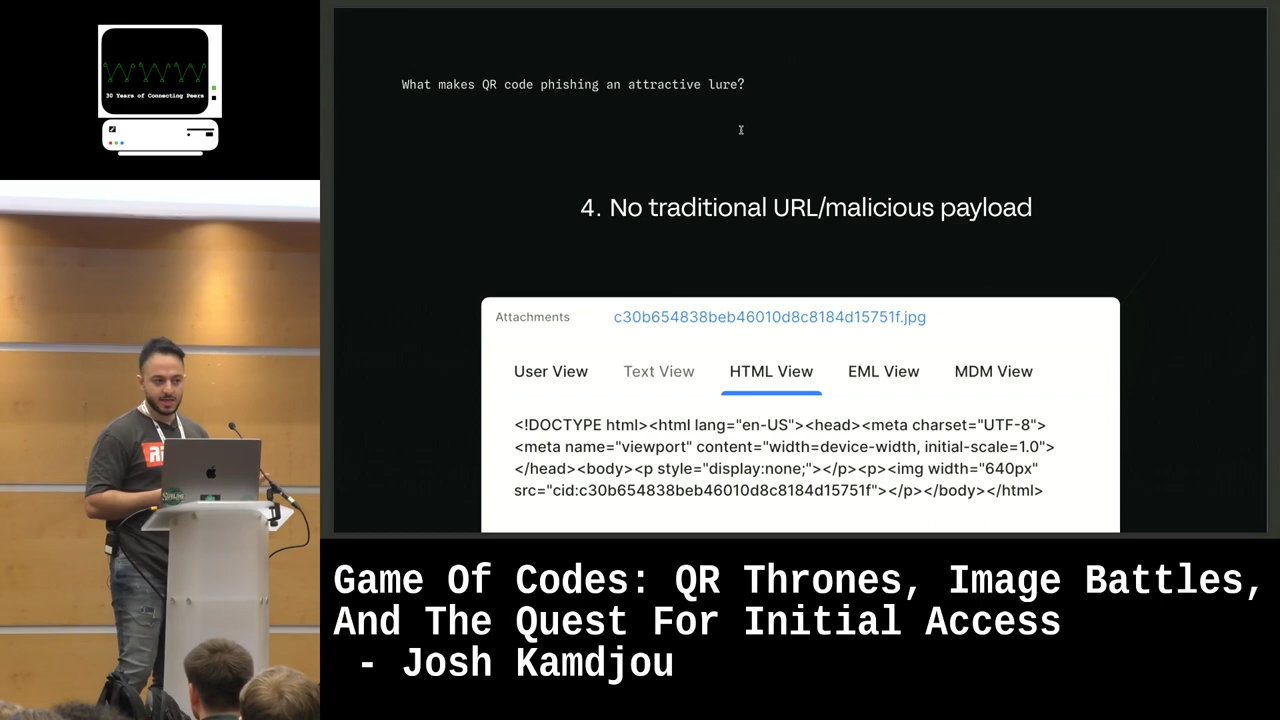 30 Years of Connecting Peers
What makes QR code phishing an attractive lure?
4. No traditional URL/malicious payload
Attachments c30b654838beb46010d8c8184d15751f.jpg
User View Text View HTML View EML View MDM View
<!DOCTYPE html><html lang="en-US"><head><meta charset="UTF-8">
<meta name="viewport" content="width=device-width, initial-scale=1.0">
</head><body><p style="display:none;"></p><p><img width="640px"
src="cid:c30b654838beb46010d8c8184d15751f"></p></body></html>
Game Of Codes: QR Thrones, Image Battles,
And The Quest For Initial Access
- Josh Kamdjou